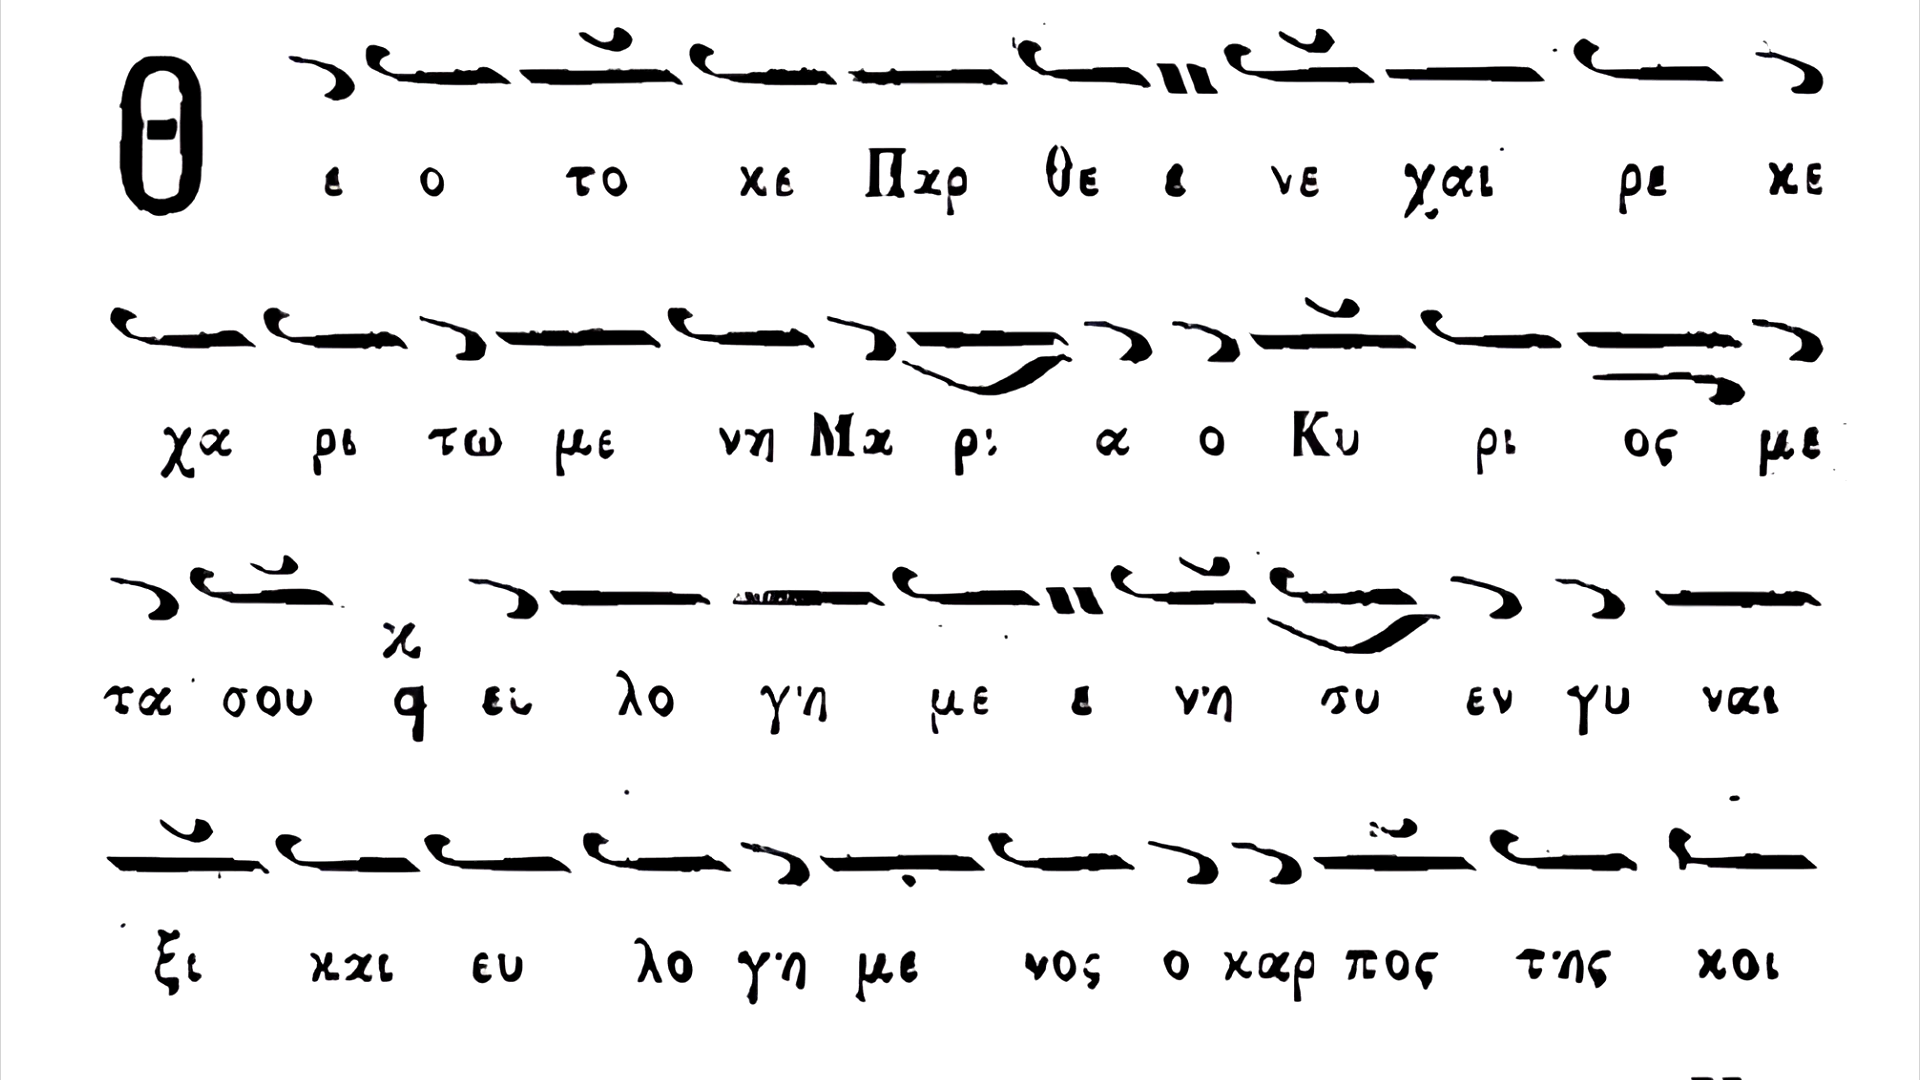 Θ ε ο το κε Παρ θε ε νε χαι ρε κε
χα ρι τω με νη Μα ρι α ο Κυ ρι ος με
τα σου ϗ q ευ λο γη με ε νη συ εν γυ ναι
ξι και ευ λο γη με νος ο καρ πος της κοι